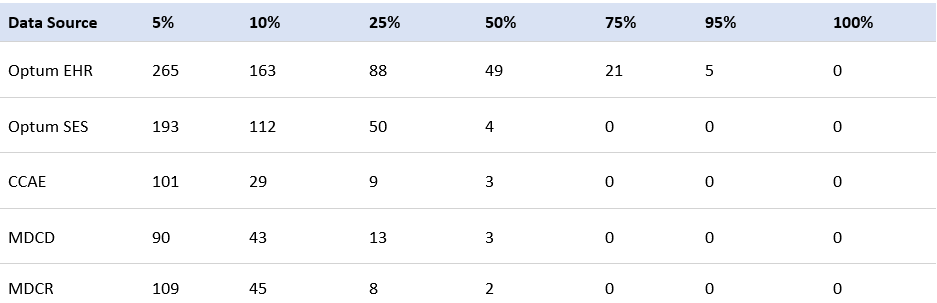 Data Source 5% 10% 25% 50% 75% 95% 100%
Optum EHR 265 163 88 49 21 5 0
Optum SES 193 112 50 4 0 0 0
CCAE 101 29 9 3 0 0 0
MDCD 90 43 13 3 0 0 0
MDCR 109 45 8 2 0 0 0